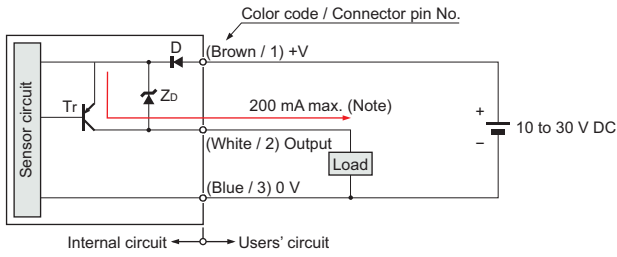 Color code / Connector pin No.
D
(Brown / 1) +V
Sensor circuit
Tr
ZD
200 mA max. (Note)
+
10 to 30 V DC
−
(White / 2) Output
Load
(Blue / 3) 0 V
Internal circuit
Users' circuit